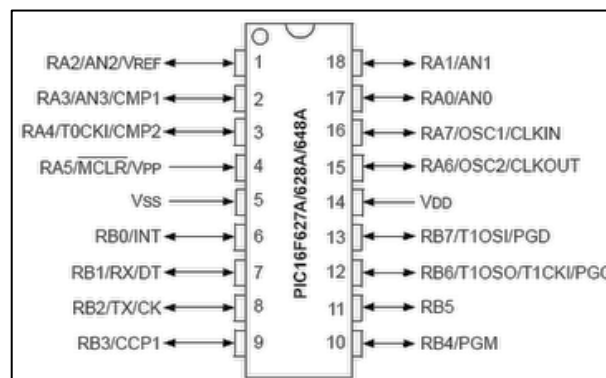 RA2/AN2/VREF 1 18 RA1/AN1
RA3/AN3/CMP1 2 17 RA0/AN0
RA4/T0CKI/CMP2 3 16 RA7/OSC1/CLKIN
RA5/MCLR/VPP 4 15 RA6/OSC2/CLKOUT
VSS 5 14 VDD
RB0/INT 6 13 RB7/T1OSI/PGD
RB1/RX/DT 7 12 RB6/T1OSO/T1CKI/PGC
RB2/TX/CK 8 11 RB5
RB3/CCP1 9 10 RB4/PGM
PIC16F627A/628A/648A